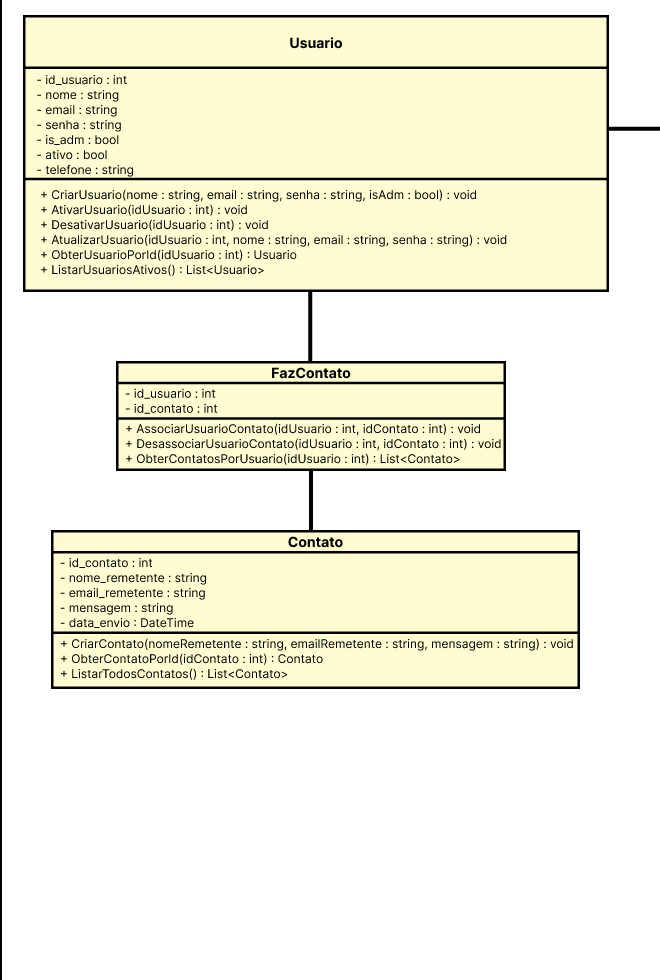 Usuario
- id_usuario : int
- nome : string
- email : string
- senha : string
- is_adm : bool
- ativo : bool
- telefone : string
+ CriarUsuario(nome : string, email : string, senha : string, isAdm : bool) : void
+ AtivarUsuario(idUsuario : int) : void
+ DesativarUsuario(idUsuario : int) : void
+ AtualizarUsuario(idUsuario : int, nome : string, email : string, senha : string) : void
+ ObterUsuarioPorId(idUsuario : int) : Usuario
+ ListarUsuariosAtivos() : List<Usuario>
FazContato
- id_usuario : int
- id_contato : int
+ AssociarUsuarioContato(idUsuario : int, idContato : int) : void
+ DesassociarUsuarioContato(idUsuario : int, idContato : int) : void
+ ObterContatosPorUsuario(idUsuario : int) : List<Contato>
Contato
- id_contato : int
- nome_remetente : string
- email_remetente : string
- mensagem : string
- data_envio : DateTime
+ CriarContato(nomeRemetente : string, emailRemetente : string, mensagem : string) : void
+ ObterContatoPorId(idContato : int) : Contato
+ ListarTodosContatos() : List<Contato>